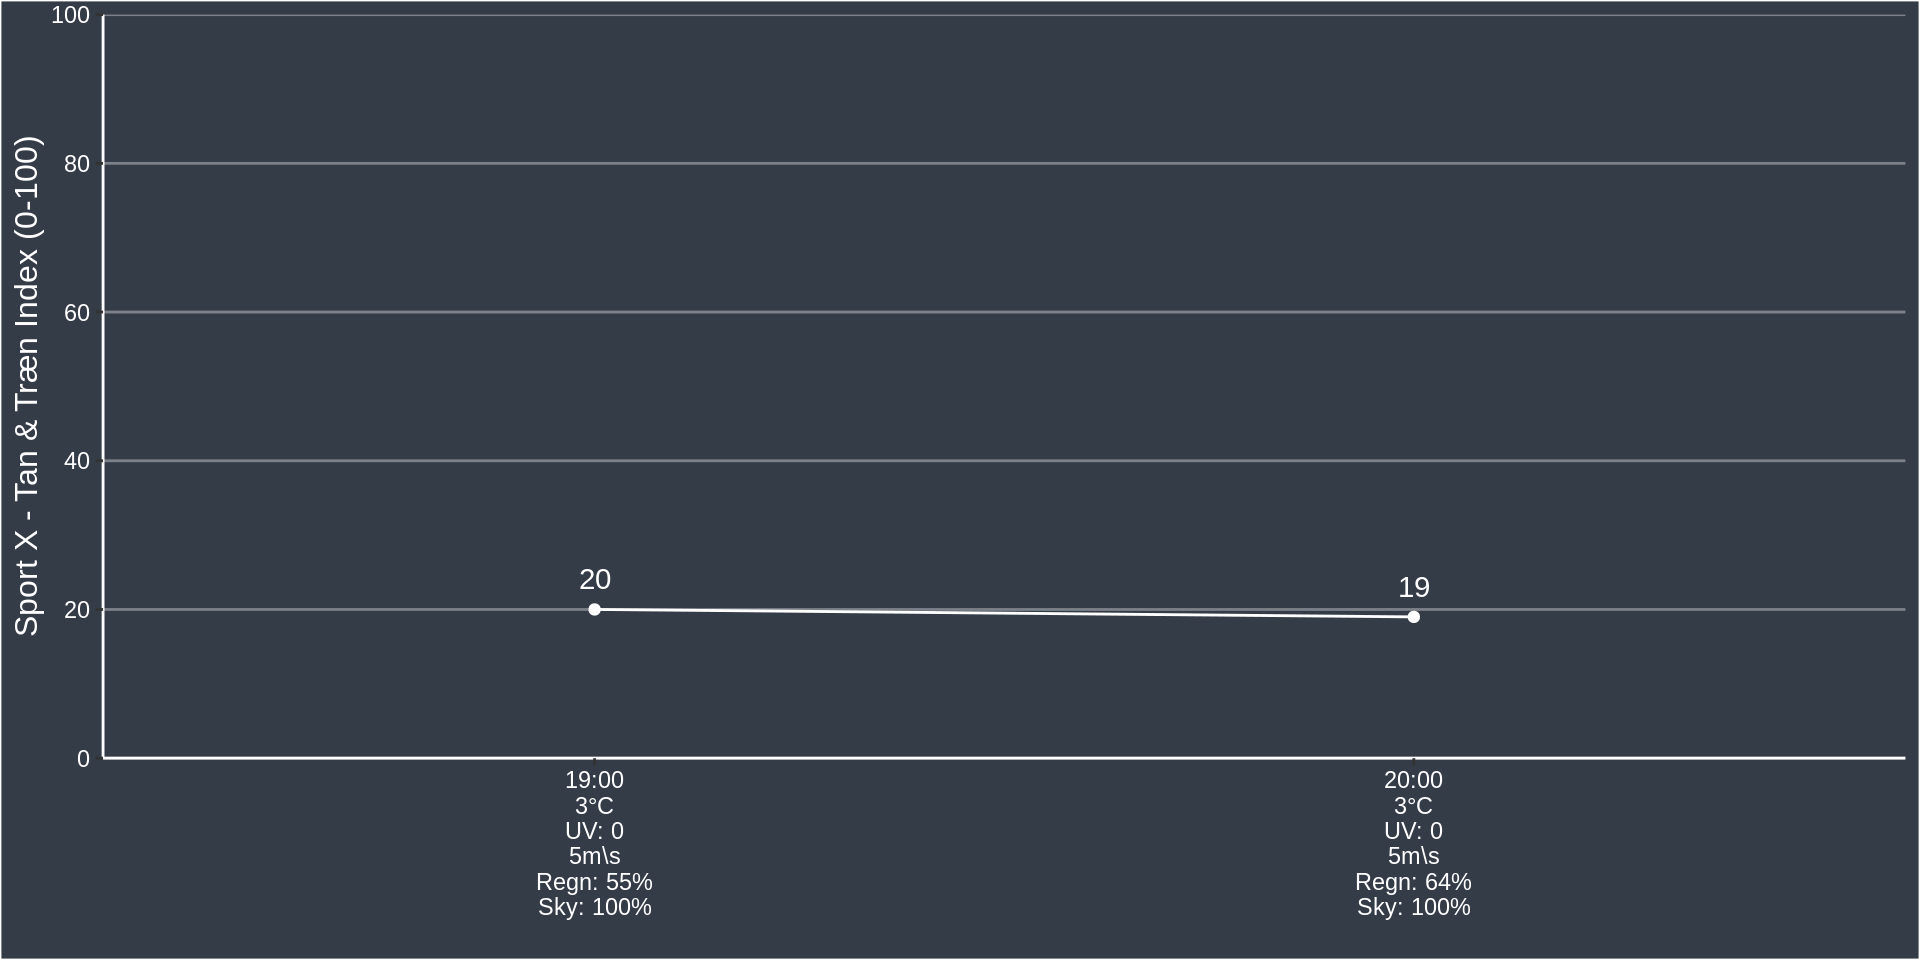 Sport X - Tan & Træn Index (0-100)
100
80
60
40
20
0
20
19
19:00
3°C
UV: 0
5m\s
Regn: 55%
Sky: 100%
20:00
3°C
UV: 0
5m\s
Regn: 64%
Sky: 100%